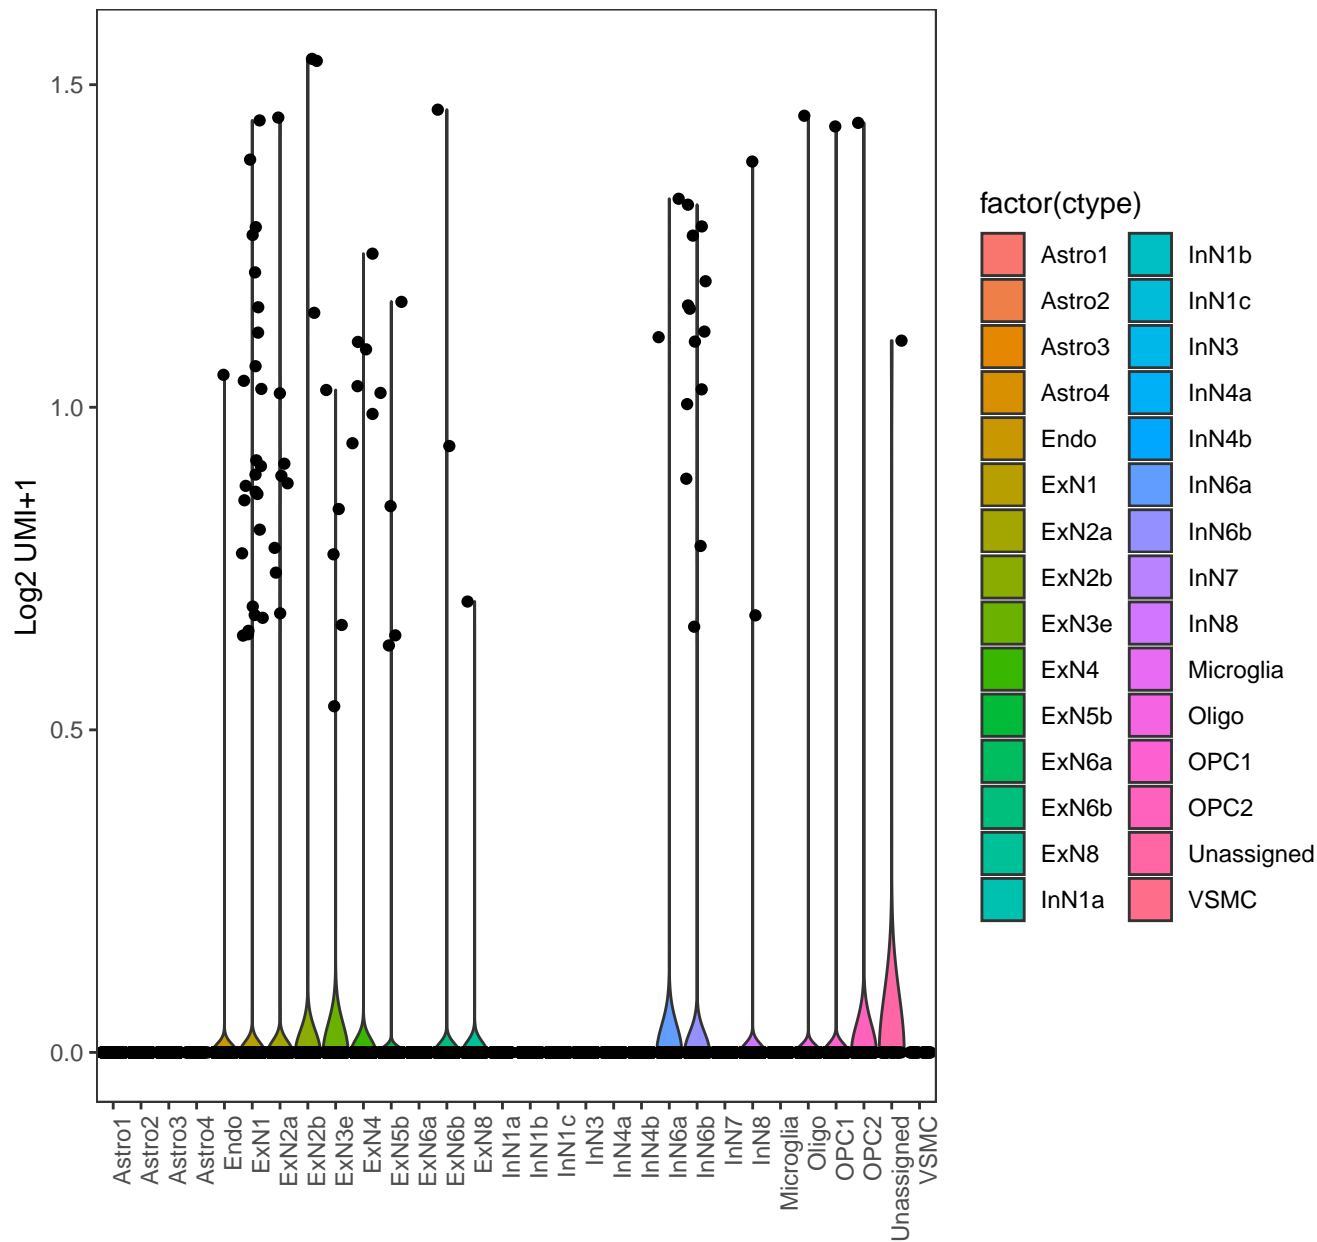 Log2 UMI+1
1.5
1.0
0.5
0.0
Astro1
Astro2
Astro3
Astro4
Endo
ExN1
ExN2a
ExN2b
ExN3e
ExN4
ExN5b
ExN6a
ExN6b
ExN8
InN1a
InN1b
InN1c
InN3
InN4a
InN4b
InN6a
InN6b
InN7
InN8
Microglia
Oligo
OPC1
OPC2
Unassigned
VSMC
factor(ctype)
Astro1 InN1b
Astro2 InN1c
Astro3 InN3
Astro4 InN4a
Endo InN4b
ExN1 InN6a
ExN2a InN6b
ExN2b InN7
ExN3e InN8
ExN4 Microglia
ExN5b Oligo
ExN6a OPC1
ExN6b OPC2
ExN8 Unassigned
InN1a VSMC